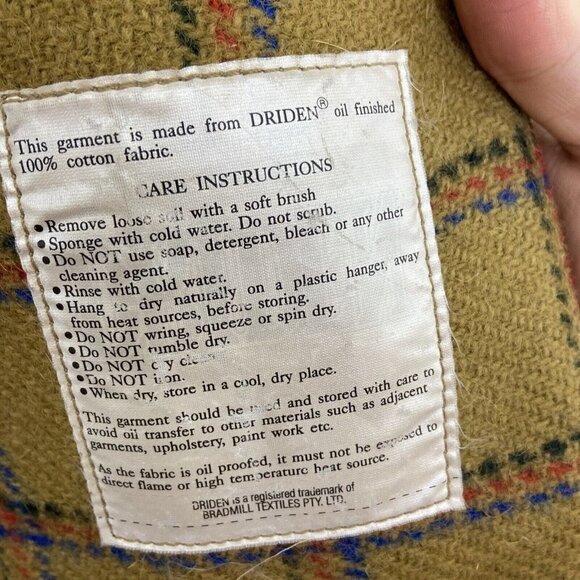 This garment is made from DRIDEN® oil finished
100% cotton fabric.
CARE INSTRUCTIONS
• Remove loose soil with a soft brush
• Sponge with cold water. Do not scrub.
• Do NOT use soap, detergent, bleach or any other
cleaning agent.
• Rinse with cold water.
• Hang to dry naturally on a plastic hanger, away
from heat sources, before storing.
• Do NOT wring, squeeze or spin dry.
• Do NOT tumble dry.
• Do NOT dry clean
• Do NOT iron.
• When dry, store in a cool, dry place.
This garment should be used and stored with care to
avoid oil transfer to other materials such as adjacent
garments, upholstery, paint work etc.
As the fabric is oil proofed, it must not be exposed to
direct flame or high temperature heat source.
DRIDEN is a registered trademark of
BRADMILL TEXTILES PTY. LTD.